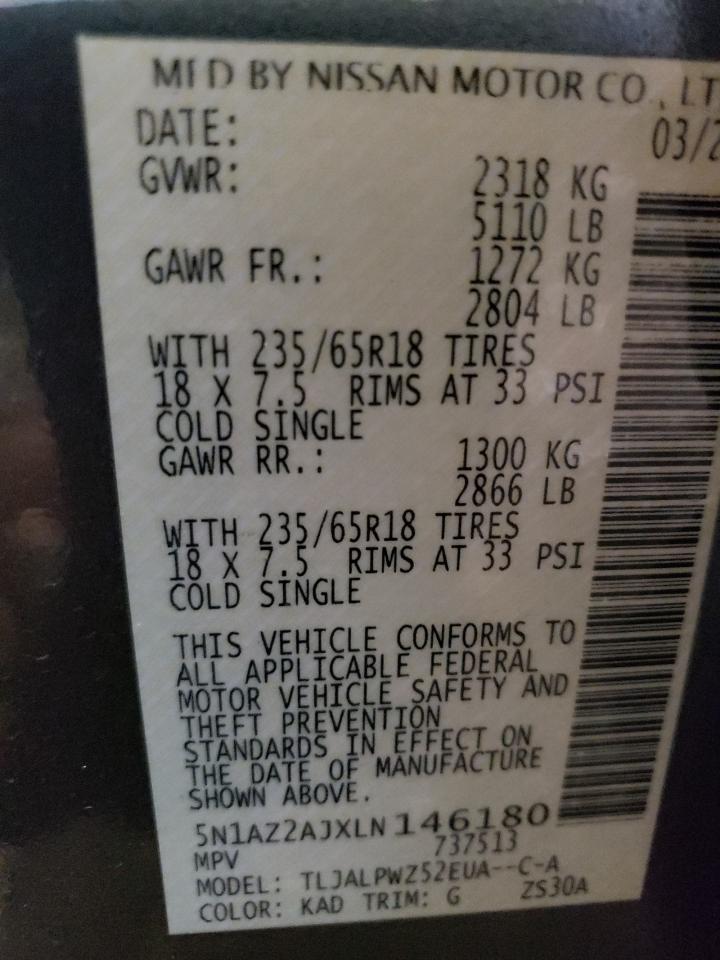 MFD BY NISSAN MOTOR CO., LT
DATE: 03/2
GVWR: 2318 KG
5110 LB
GAWR FR.: 1272 KG
2804 LB
WITH 235/65R18 TIRES
18 X 7.5 RIMS AT 33 PSI
COLD SINGLE
GAWR RR.: 1300 KG
2866 LB
WITH 235/65R18 TIRES
18 X 7.5 RIMS AT 33 PSI
COLD SINGLE
THIS VEHICLE CONFORMS TO
ALL APPLICABLE FEDERAL
MOTOR VEHICLE SAFETY AND
THEFT PREVENTION
STANDARDS IN EFFECT ON
THE DATE OF MANUFACTURE
SHOWN ABOVE.
5N1AZ2AJXLN146180
MPV 737513
MODEL: TLJALPWZ52EUA--C-A
COLOR: KAD TRIM: G ZS30A